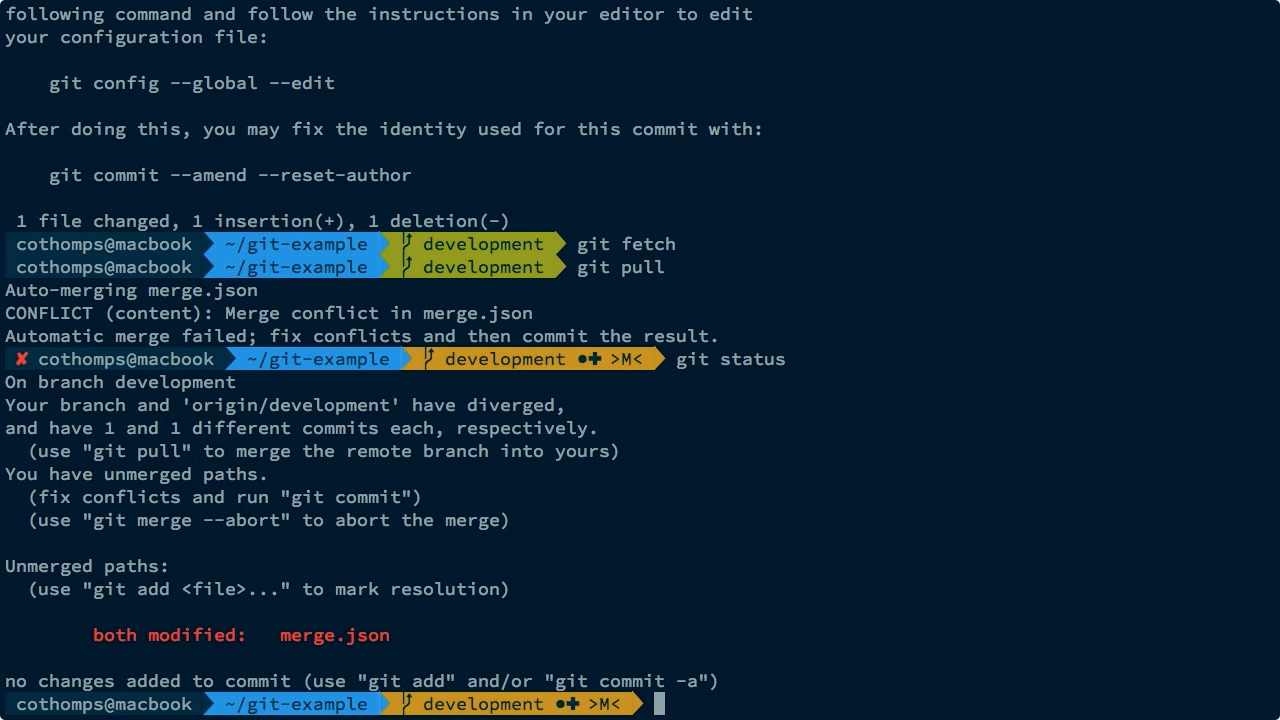 following command and follow the instructions in your editor to edit
your configuration file:
git config --global --edit
After doing this, you may fix the identity used for this commit with:
git commit --amend --reset-author
1 file changed, 1 insertion(+), 1 deletion(-)
cothomps@macbook ~/git-example development git fetch
cothomps@macbook ~/git-example development git pull
Auto-merging merge.json
CONFLICT (content): Merge conflict in merge.json
Automatic merge failed; fix conflicts and then commit the result.
✘ cothomps@macbook ~/git-example development ●✚ >M< git status
On branch development
Your branch and 'origin/development' have diverged,
and have 1 and 1 different commits each, respectively.
(use "git pull" to merge the remote branch into yours)
You have unmerged paths.
(fix conflicts and run "git commit")
(use "git merge --abort" to abort the merge)
Unmerged paths:
(use "git add <file>..." to mark resolution)
both modified: merge.json
no changes added to commit (use "git add" and/or "git commit -a")
cothomps@macbook ~/git-example development ●✚ >M<